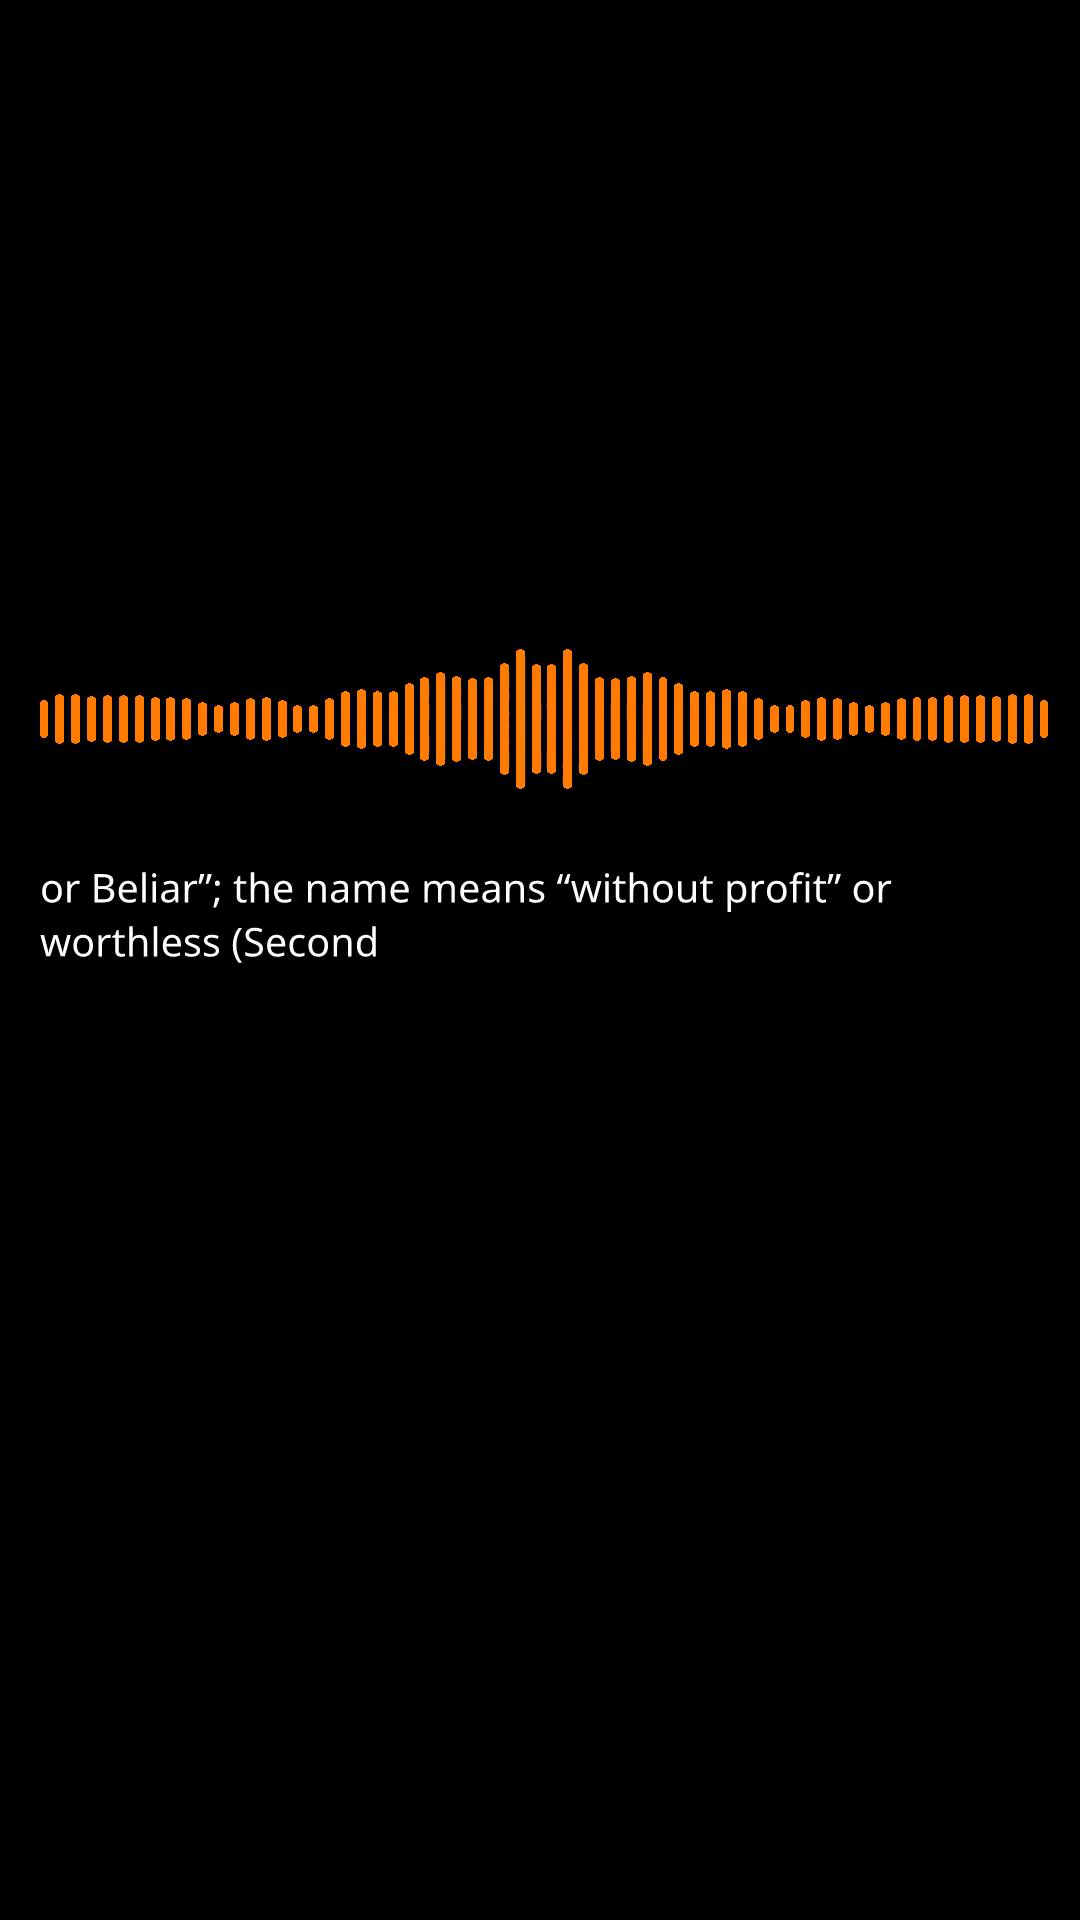 or Beliar”; the name means “without profit” or
worthless (Second